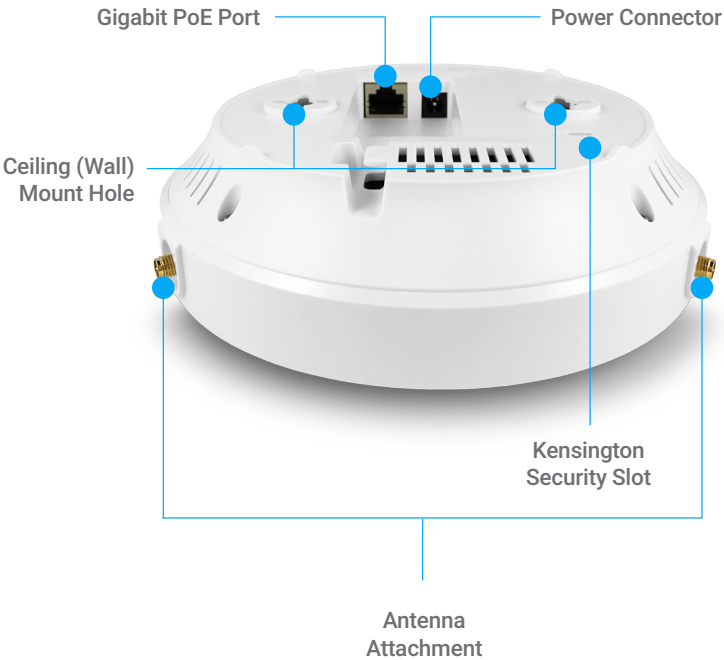 Gigabit PoE Port
Power Connector
Ceiling (Wall)
Mount Hole
Kensington
Security Slot
Antenna
Attachment